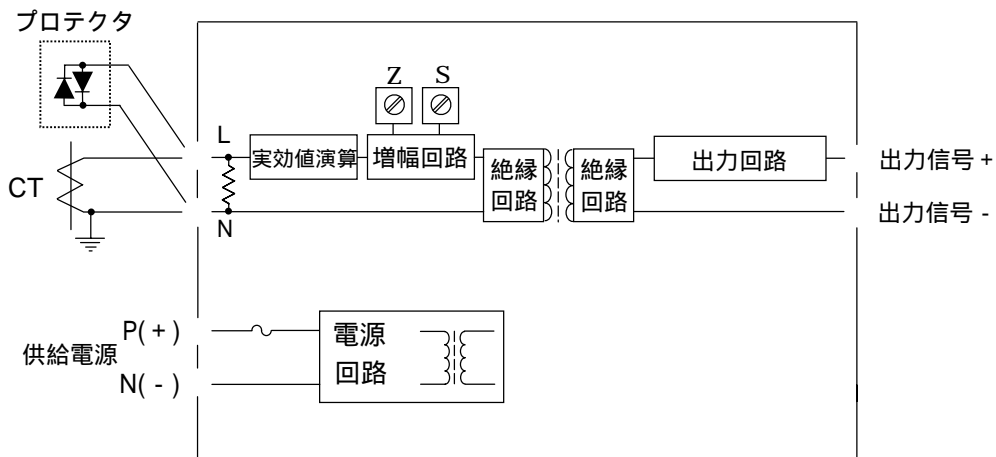 プロテクタ
Z
S
L
実効値演算
増幅回路
絶縁
回路
絶縁
回路
出力回路
出力信号 +
CT
N
出力信号 -
P( + )
供給電源
N( - )
電源
回路